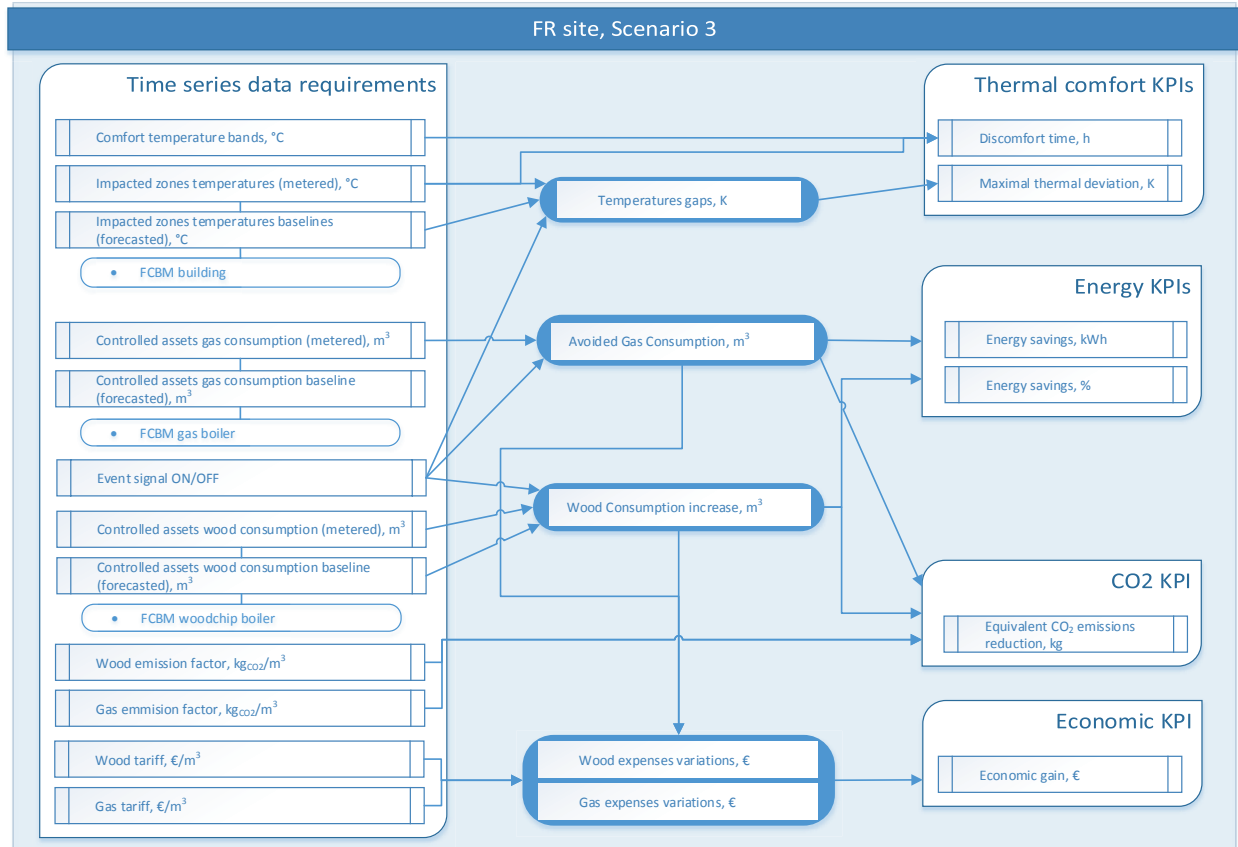 FR site, Scenario 3
Time series data requirements
Comfort temperature bands, °C
Impacted zones temperatures (metered), °C
Impacted zones temperatures baselines
(forecasted), °C
• FCBM building
Controlled assets gas consumption (metered), m³
Controlled assets gas consumption baseline
(forecasted), m³
• FCBM gas boiler
Event signal ON/OFF
Controlled assets wood consumption (metered), m³
Controlled assets wood consumption baseline
(forecasted), m³
• FCBM woodchip boiler
Wood emission factor, kgCO2/m³
Gas emmision factor, kgCO2/m³
Wood tariff, €/m³
Gas tariff, €/m³
Temperatures gaps, K
Avoided Gas Consumption, m³
Wood Consumption increase, m³
Wood expenses variations, €
Gas expenses variations, €
Thermal comfort KPIs
Discomfort time, h
Maximal thermal deviation, K
Energy KPIs
Energy savings, kWh
Energy savings, %
CO2 KPI
Equivalent CO₂ emissions
reduction, kg
Economic KPI
Economic gain, €